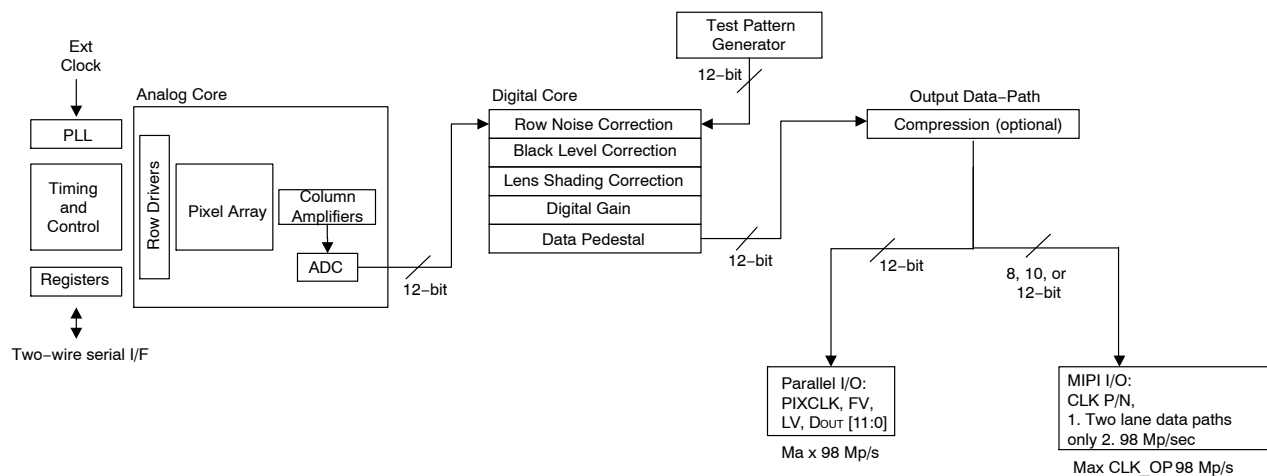 Ext
Clock
PLL
Timing
and
Control
Registers
Two-wire serial I/F
Analog Core
Row Drivers
Pixel Array
Column
Amplifiers
ADC
12-bit
Digital Core
Row Noise Correction
Black Level Correction
Lens Shading Correction
Digital Gain
Data Pedestal
Test Pattern
Generator
12-bit
12-bit
Output Data-Path
Compression (optional)
12-bit
8, 10, or
12-bit
Parallel I/O:
PIXCLK, FV,
LV, DOUT [11:0]
Ma x 98 Mp/s
MIPI I/O:
CLK P/N,
1. Two lane data paths
only 2. 98 Mp/sec
Max CLK_OP 98 Mp/s